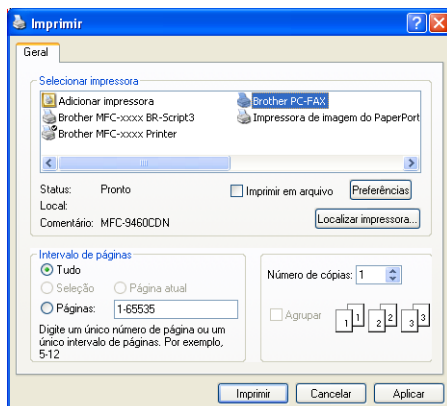 Imprimir
Geral
Selecionar impressora
Adicionar impressora
Brother PC-FAX
Brother MFC-xxxx BR-Script3
Impressora de imagem do PaperPort
Brother MFC-xxxx Printer
Status: Pronto
Imprimir em arquivo
Preferências
Local:
Comentário: MFC-9460CDN
Localizar impressora...
Intervalo de páginas
Tudo
Seleção
Página atual
Páginas: 1-65535
Digite um único número de página ou um
único intervalo de páginas. Por exemplo,
5-12
Número de cópias: 1
Agrupar
1 1 2 2 3 3
Imprimir
Cancelar
Aplicar